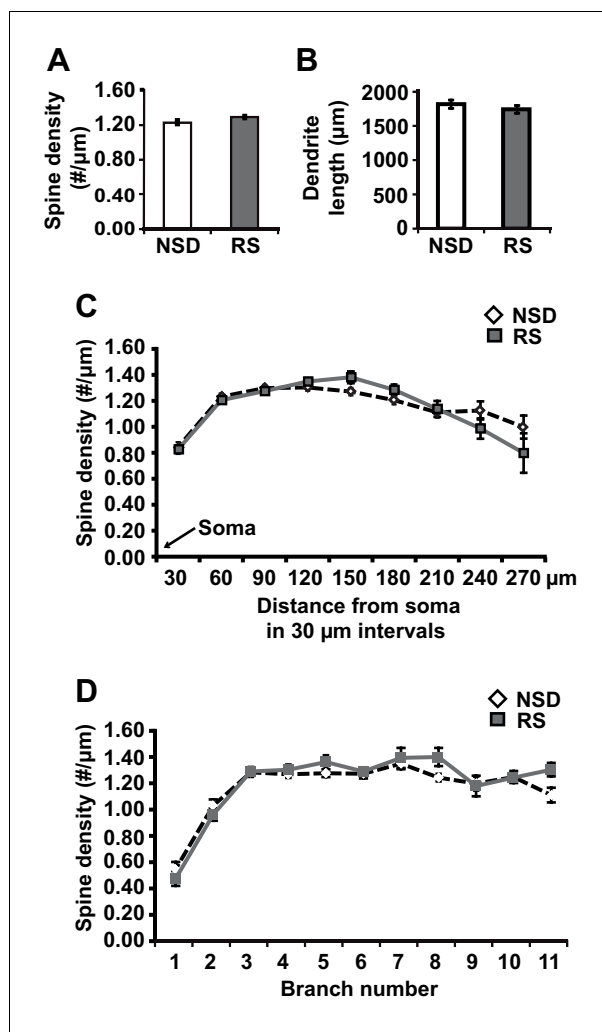 A
Spine density
(#/µm)
1.60
1.20
0.80
0.40
0.00
NSD RS
B
Dendrite
length (µm)
2000
1500
1000
500
0
NSD RS
C
NSD
RS
Spine density (#/µm)
1.60
1.40
1.20
1.00
0.80
0.60
0.40
0.20
0.00
Soma
30 60 90 120 150 180 210 240 270 µm
Distance from soma
in 30 µm intervals
D
NSD
RS
Spine density (#/µm)
1.60
1.40
1.20
1.00
0.80
0.60
0.40
0.20
0.00
1 2 3 4 5 6 7 8 9 10 11
Branch number